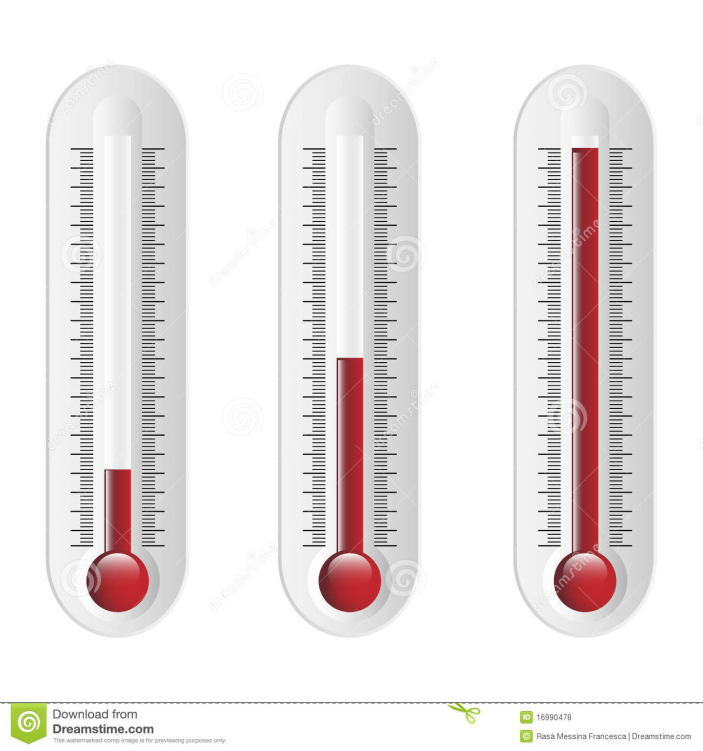 Download from
Dreamstime.com
This watermarked comp image is for previewing purposes only.
ID 16990478
© Rasà Messina Francesca | Dreamstime.com
dreamstime